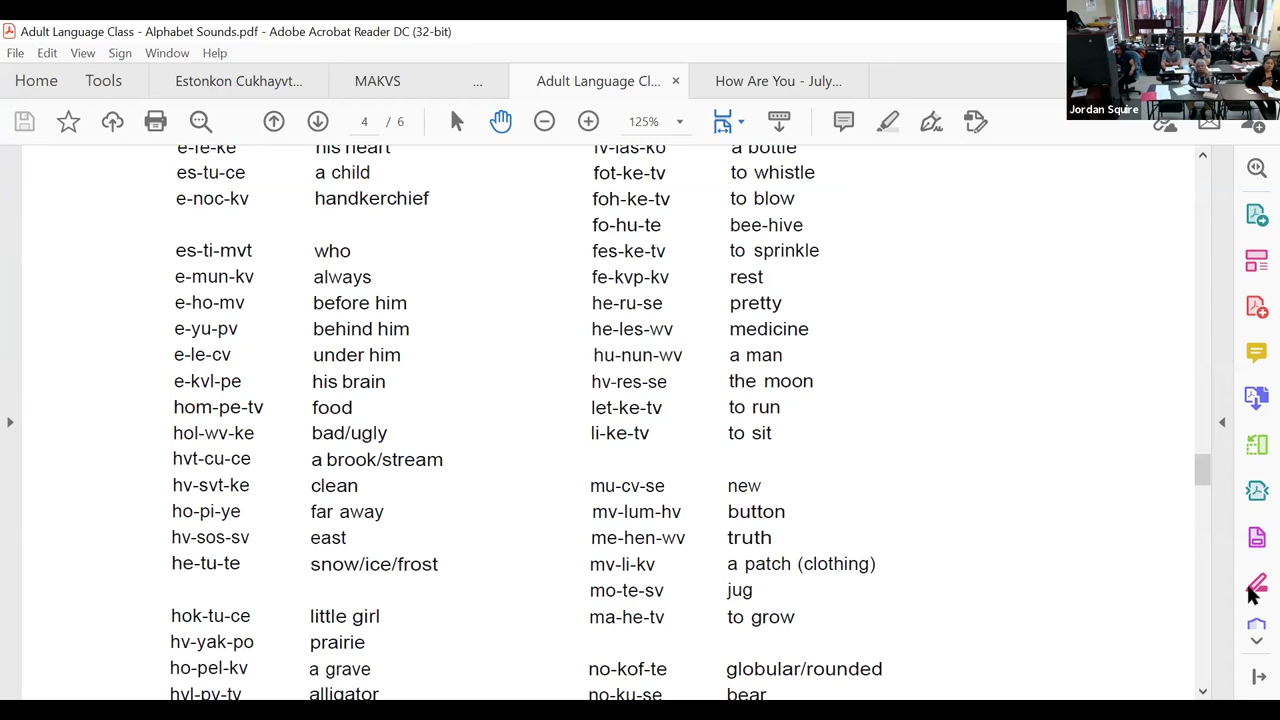 Adult Language Class - Alphabet Sounds.pdf - Adobe Acrobat Reader DC (32-bit)
File Edit View Sign Window Help
Home Tools Estonkon Cukhayvt... MAKVS ... Adult Language Cl... × How Are You - July...
4 / 6 125%
Jordan Squire
e-fe-ke his heart
es-tu-ce a child
e-noc-kv handkerchief
es-ti-mvt who
e-mun-kv always
e-ho-mv before him
e-yu-pv behind him
e-le-cv under him
e-kvl-pe his brain
hom-pe-tv food
hol-wv-ke bad/ugly
hvt-cu-ce a brook/stream
hv-svt-ke clean
ho-pi-ye far away
hv-sos-sv east
he-tu-te snow/ice/frost
hok-tu-ce little girl
hv-yak-po prairie
ho-pel-kv a grave
hvl-pv-tv alligator
fv-las-ko a bottle
fot-ke-tv to whistle
foh-ke-tv to blow
fo-hu-te bee-hive
fes-ke-tv to sprinkle
fe-kvp-kv rest
he-ru-se pretty
he-les-wv medicine
hu-nun-wv a man
hv-res-se the moon
let-ke-tv to run
li-ke-tv to sit
mu-cv-se new
mv-lum-hv button
me-hen-wv truth
mv-li-kv a patch (clothing)
mo-te-sv jug
ma-he-tv to grow
no-kof-te globular/rounded
no-ku-se bear